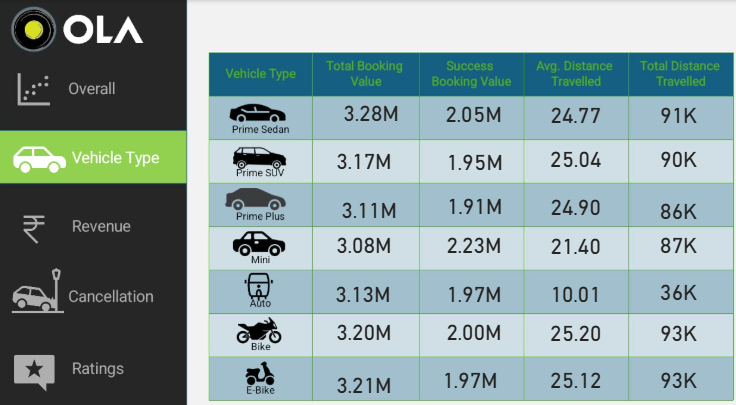 OLA
Overall
Vehicle Type
₹ Revenue
Cancellation
Ratings
Vehicle Type Total Booking Value Success Booking Value Avg. Distance Travelled Total Distance Travelled
Prime Sedan 3.28M 2.05M 24.77 91K
Prime SUV 3.17M 1.95M 25.04 90K
Prime Plus 3.11M 1.91M 24.90 86K
Mini 3.08M 2.23M 21.40 87K
Auto 3.13M 1.97M 10.01 36K
Bike 3.20M 2.00M 25.20 93K
E-Bike 3.21M 1.97M 25.12 93K